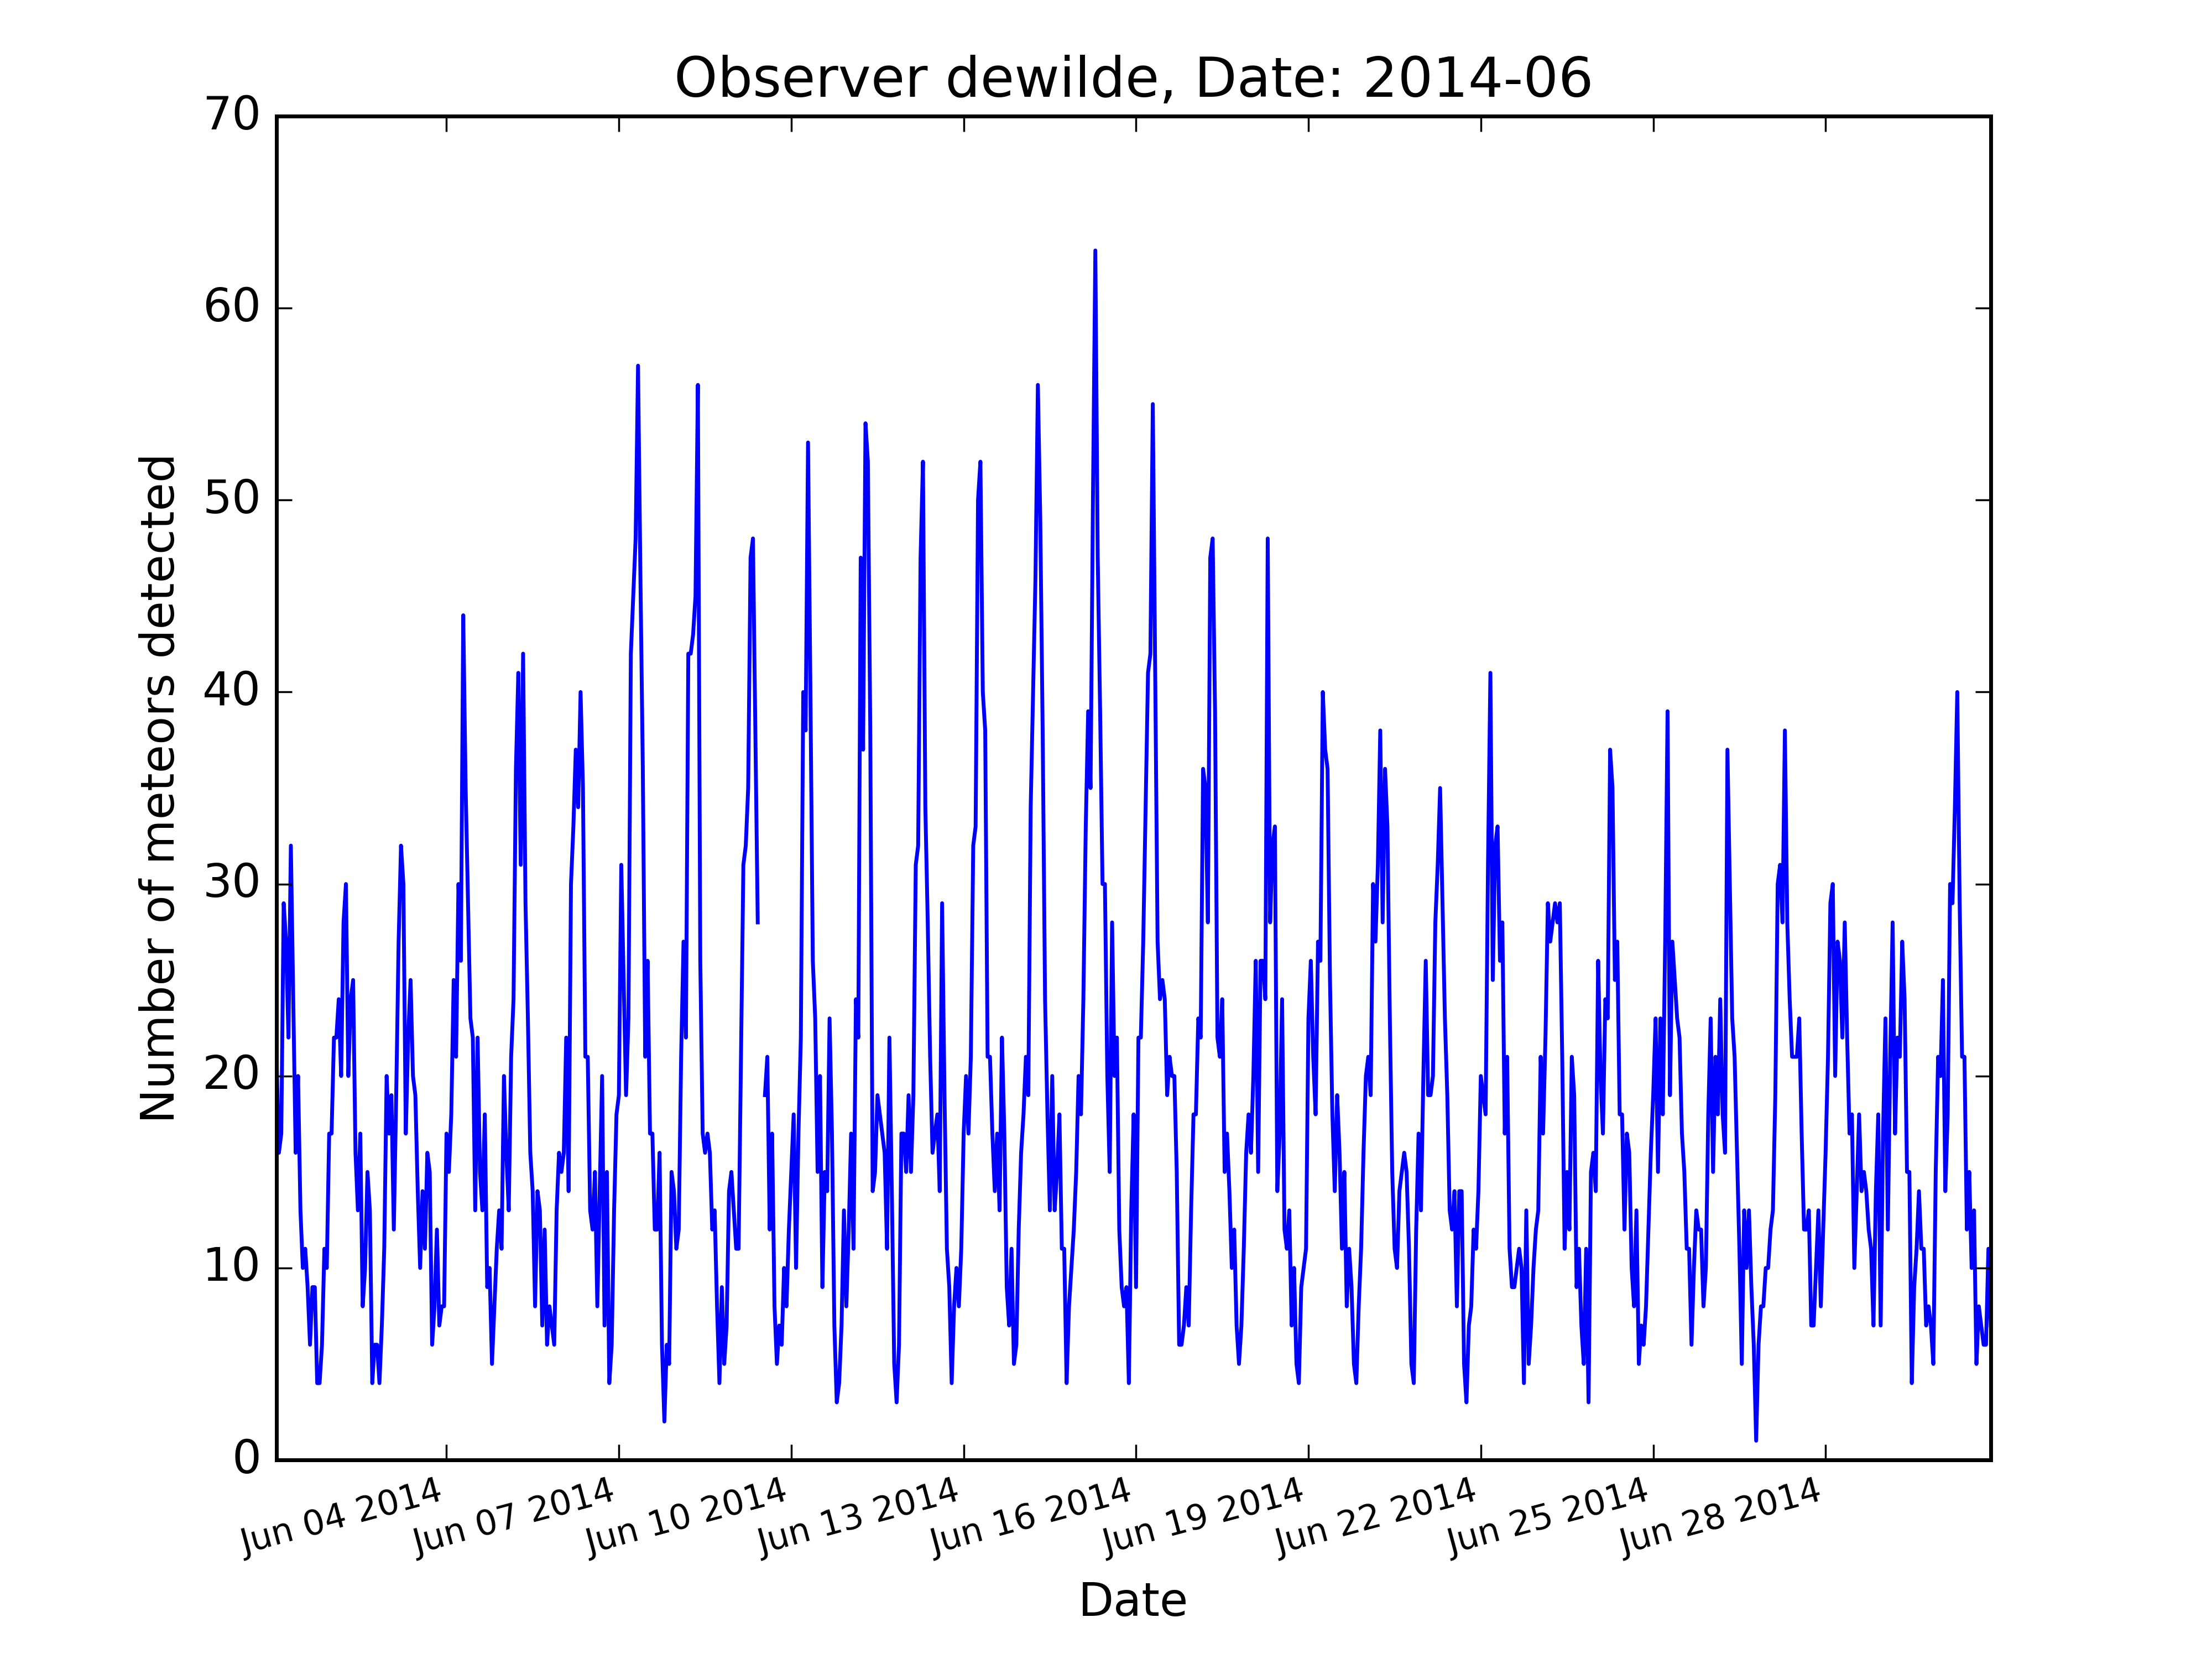 Observer dewilde, Date: 2014-06
Number of meteors detected
70
60
50
40
30
20
10
0
Jun 04 2014
Jun 07 2014
Jun 10 2014
Jun 13 2014
Jun 16 2014
Jun 19 2014
Jun 22 2014
Jun 25 2014
Jun 28 2014
Date